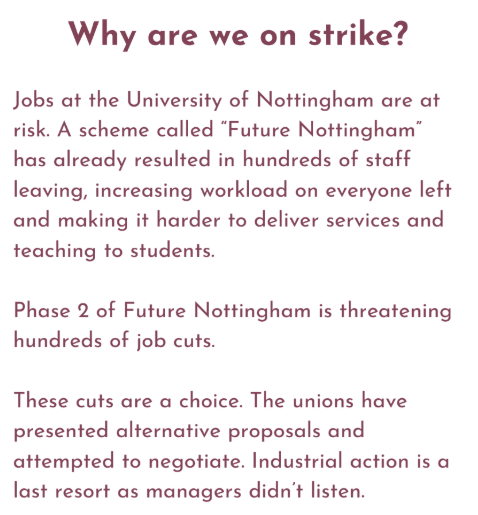 Why are we on strike?
Jobs at the University of Nottingham are at
risk. A scheme called “Future Nottingham”
has already resulted in hundreds of staff
leaving, increasing workload on everyone left
and making it harder to deliver services and
teaching to students.
Phase 2 of Future Nottingham is threatening
hundreds of job cuts.
These cuts are a choice. The unions have
presented alternative proposals and
attempted to negotiate. Industrial action is a
last resort as managers didn’t listen.